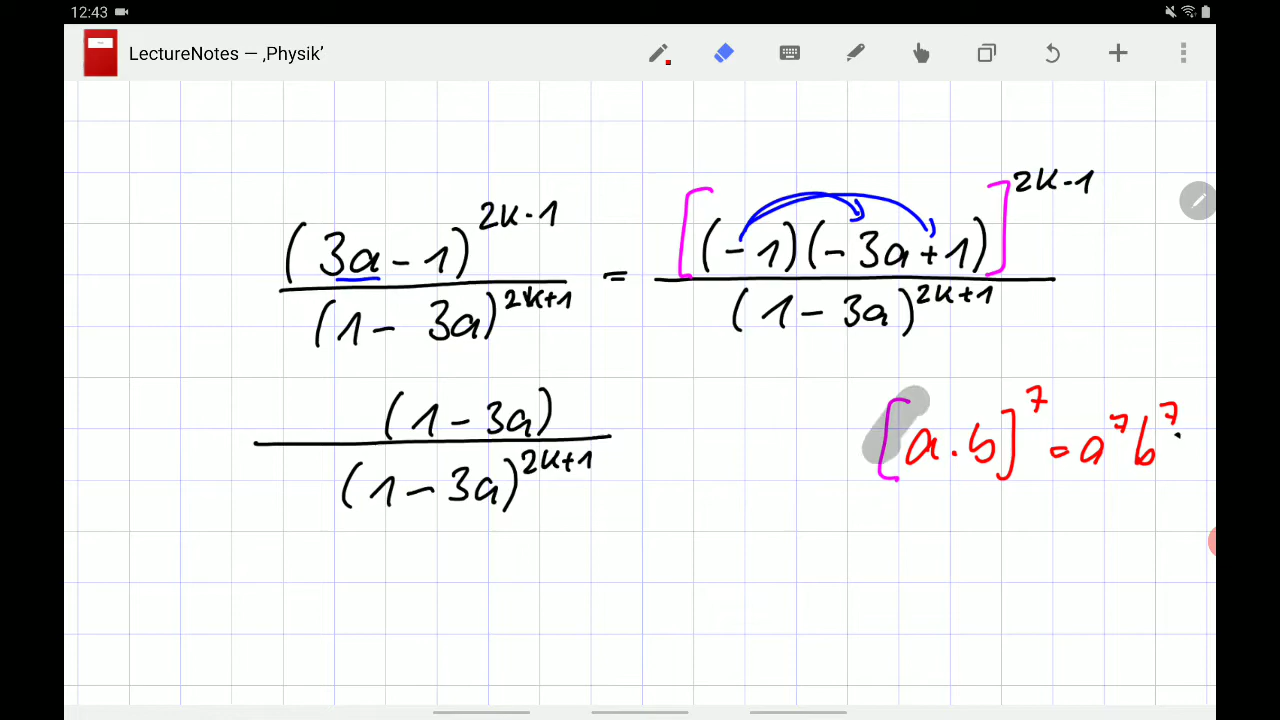 12:43
LectureNotes — ‚Physik’
(3a - 1)^2k-1 / (1 - 3a)^2k+1 = [(-1)(-3a+1)]^2k-1 / (1 - 3a)^2k+1
(1 - 3a) / (1 - 3a)^2k+1
[a·b]^7 = a^7 b^7